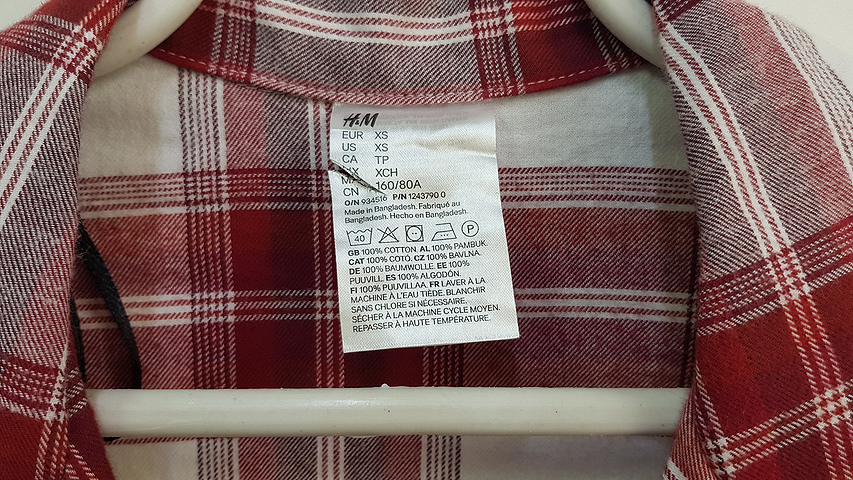 H&M
EUR XS
US XS
CA TP
XCH
160/80A
CN
O/N 934516 P/N 1243790 0
Made in Bangladesh. Fabriqué au
Bangladesh. Hecho en Bangladesh.
40 P
GB 100% COTTON. AL 100% PAMBUK.
CAT 100% COTÓ. CZ 100% BAVLNA.
DE 100% BAUMWOLLE. EE 100%
PUUVILL. ES 100% ALGODÓN.
FI 100% PUUVILLAA. FR LAVER À LA
MACHINE À L'EAU TIÈDE. BLANCHIR
SANS CHLORE SI NÉCESSAIRE.
SÉCHER À LA MACHINE CYCLE MOYEN.
REPASSER À HAUTE TEMPÉRATURE.